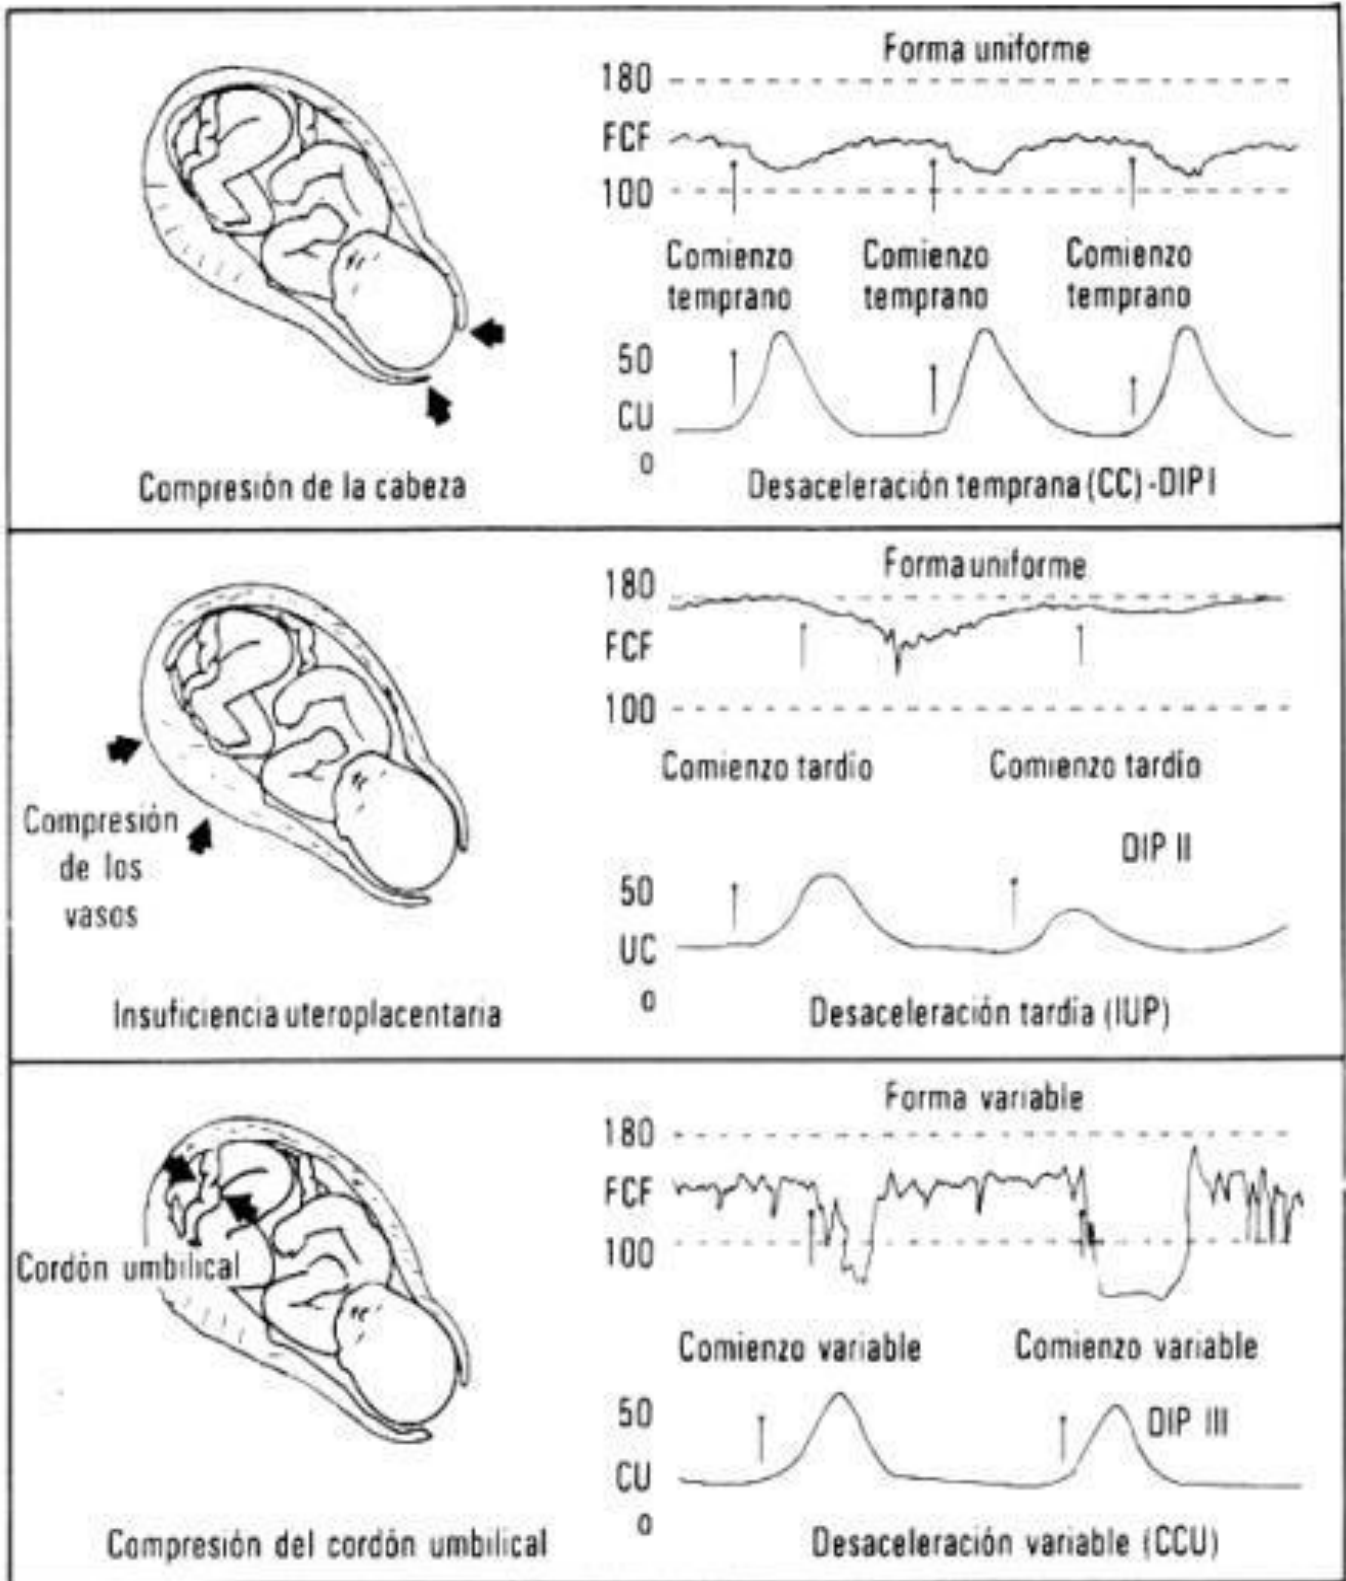 Forma uniforme
180
FCF
100
Comienzo temprano
Comienzo temprano
Comienzo temprano
50
CU
0
Compresión de la cabeza
Desaceleración temprana (CC) - DIP I
Forma uniforme
180
FCF
100
Comienzo tardío
Comienzo tardío
Compresión
de los
vasos
DIP II
50
UC
0
Insuficiencia uteroplacentaria
Desaceleración tardía (IUP)
Forma variable
180
FCF
100
Cordón umbilical
Comienzo variable
Comienzo variable
50
DIP III
CU
0
Compresión del cordón umbilical
Desaceleración variable (CCU)